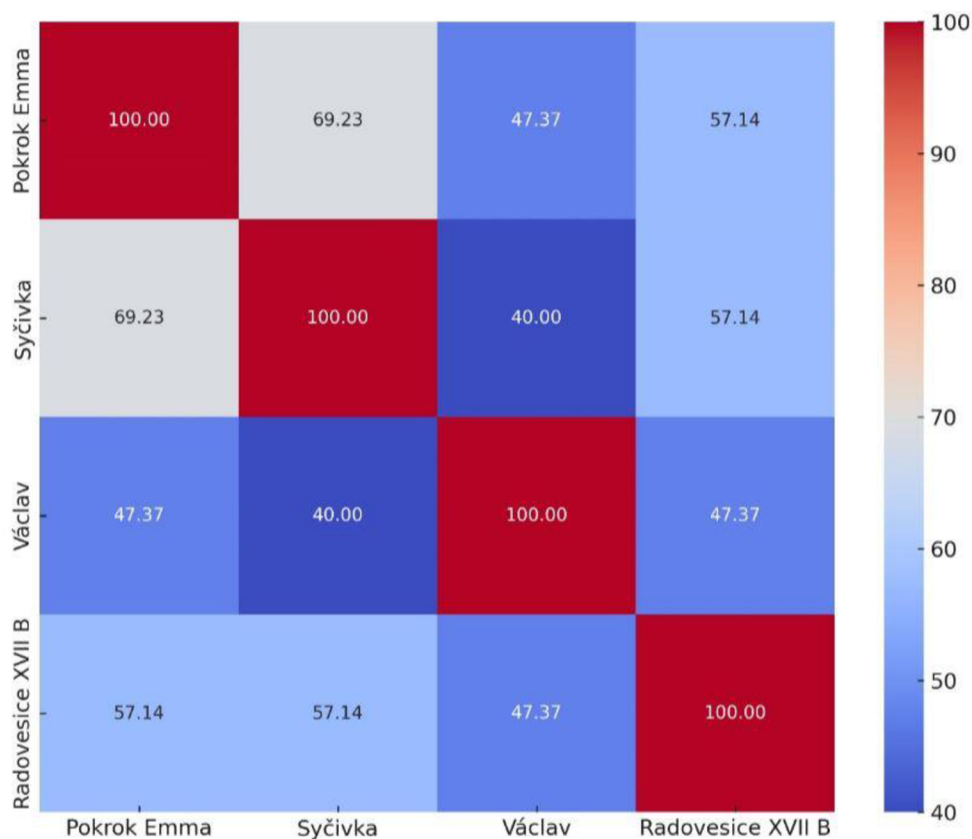 Pokrok Emma 100.00 69.23 47.37 57.14
Syčivka 69.23 100.00 40.00 57.14
Václav 47.37 40.00 100.00 47.37
Radovesice XVII B 57.14 57.14 47.37 100.00
Pokrok Emma Syčivka Václav Radovesice XVII B
100
90
80
70
60
50
40